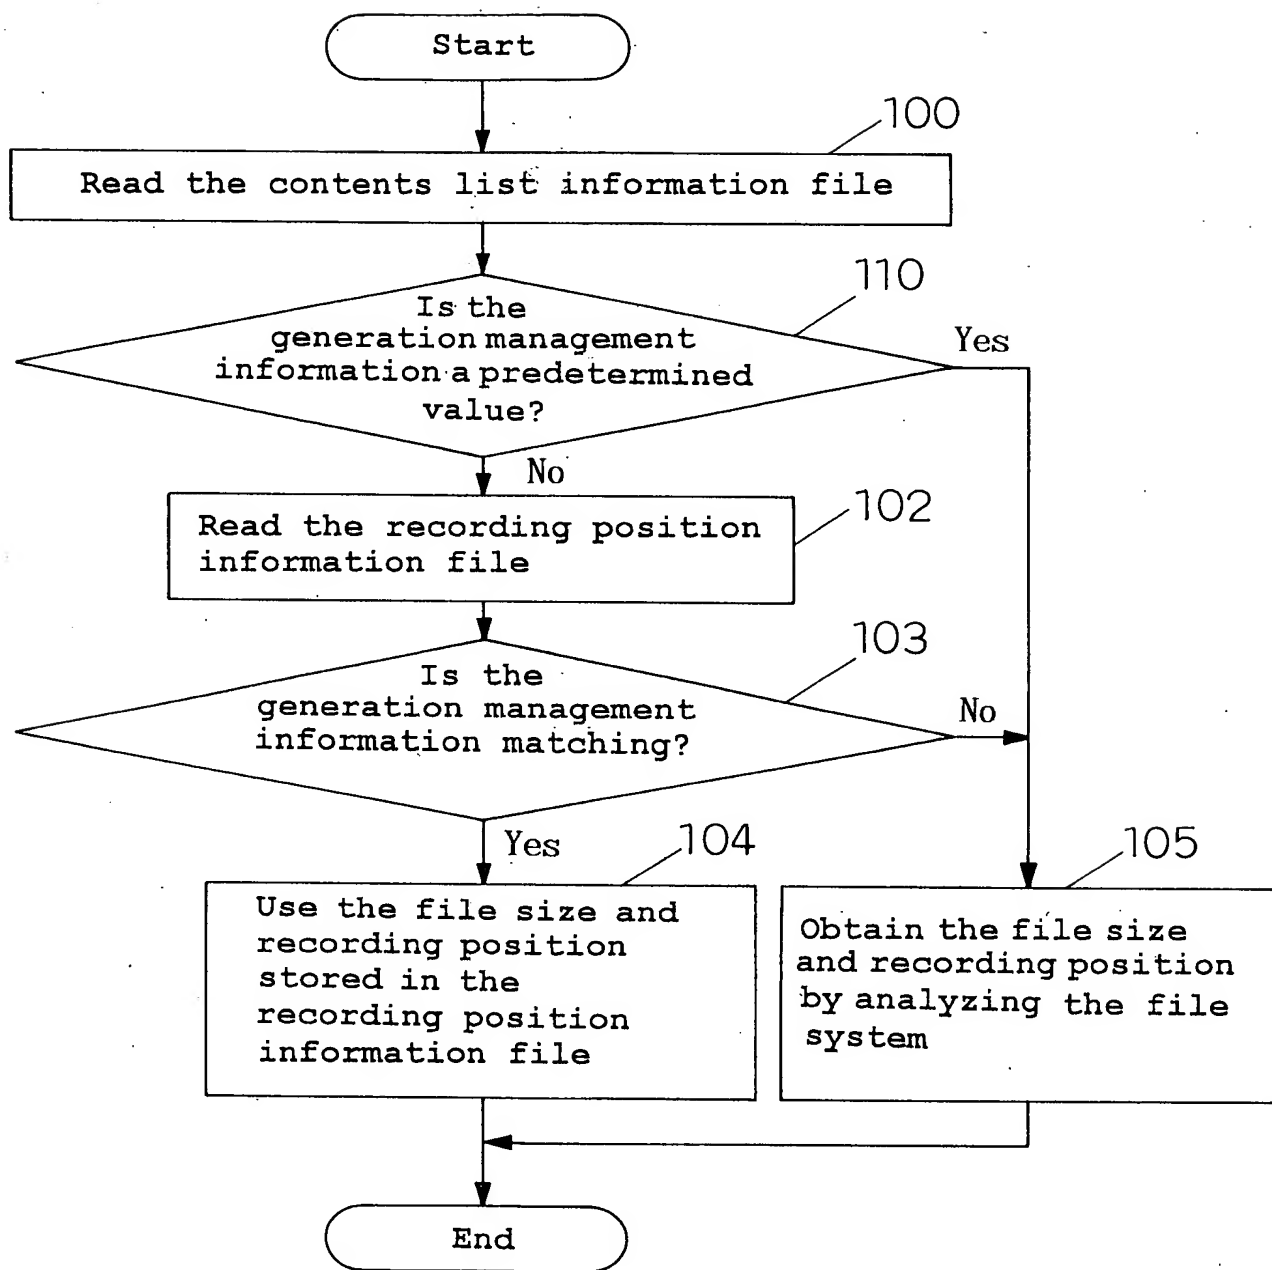 Start
100
Read the contents list information file
110
Is the
generation management
information a predetermined
value?
Yes
No
102
Read the recording position
information file
103
Is the
generation management
information matching?
No
Yes
104
Use the file size and
recording position
stored in the
recording position
information file
105
Obtain the file size
and recording position
by analyzing the file
system
End